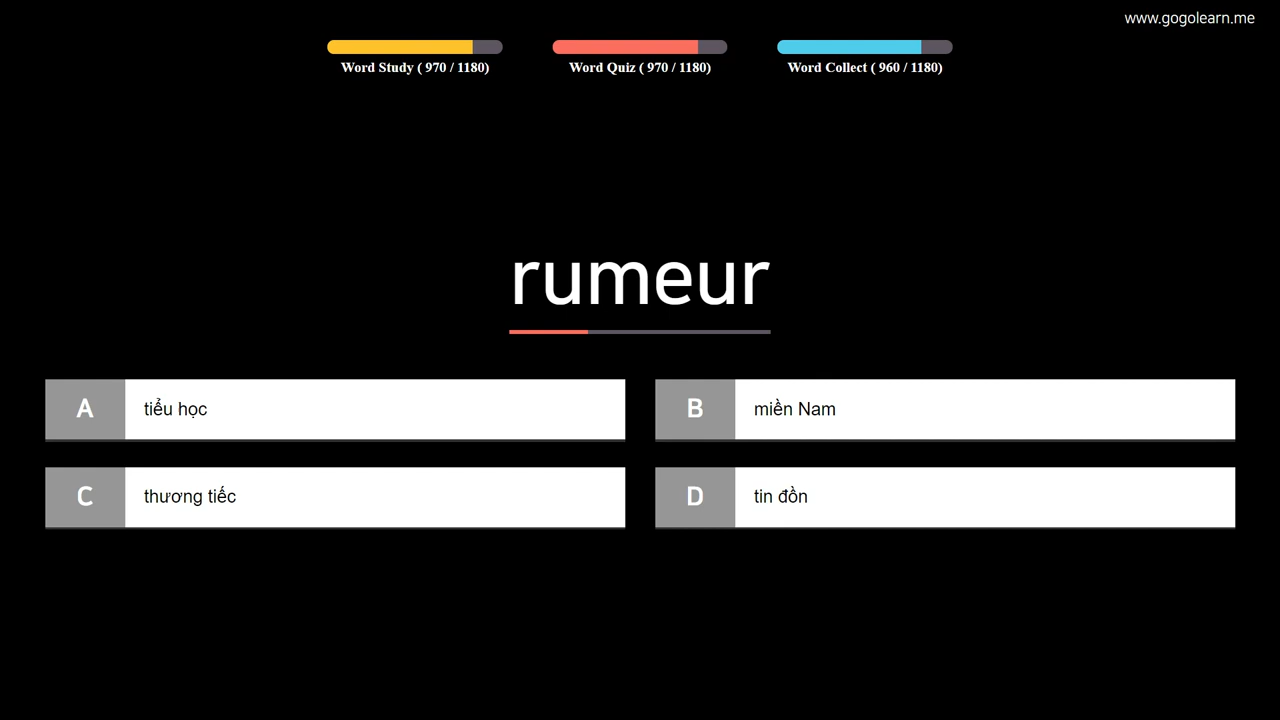 www.gogolearn.me
Word Study ( 970 / 1180)
Word Quiz ( 970 / 1180)
Word Collect ( 960 / 1180)
rumeur
A tiểu học
B miền Nam
C thương tiếc
D tin đồn